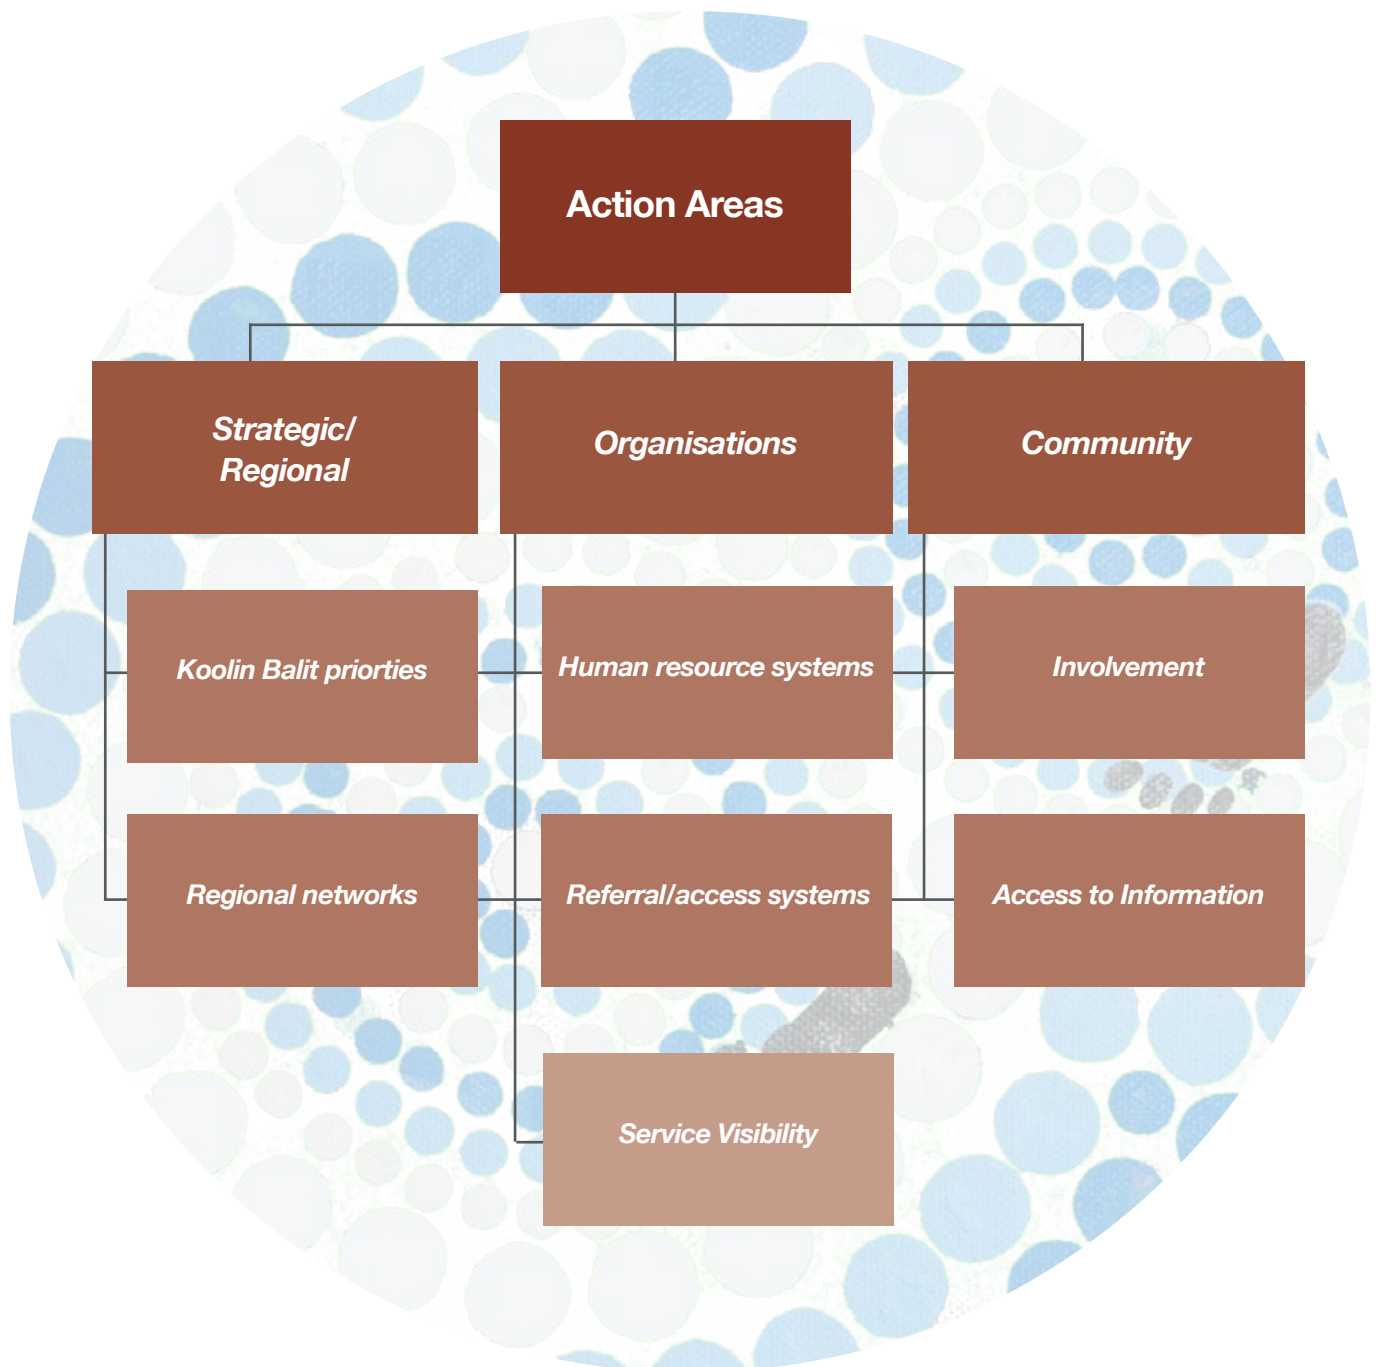 Action Areas
Strategic/
Regional
Organisations
Community
Koolin Balit priorties
Human resource systems
Involvement
Regional networks
Referral/access systems
Access to Information
Service Visibility